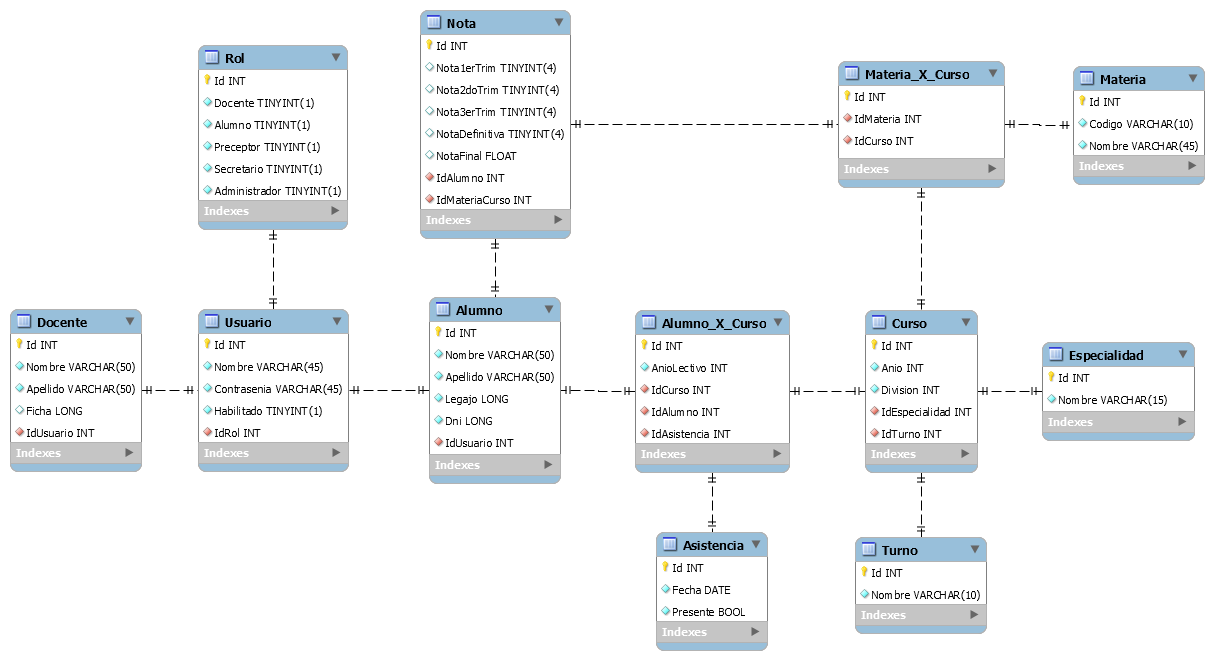 Nota
Id INT
Nota1erTrim TINYINT(4)
Nota2doTrim TINYINT(4)
Nota3erTrim TINYINT(4)
NotaDefinitiva TINYINT(4)
NotaFinal FLOAT
IdAlumno INT
IdMateriaCurso INT
Indexes
Rol
Id INT
Docente TINYINT(1)
Alumno TINYINT(1)
Preceptor TINYINT(1)
Secretario TINYINT(1)
Administrador TINYINT(1)
Indexes
Materia_X_Curso
Id INT
IdMateria INT
IdCurso INT
Indexes
Materia
Id INT
Codigo VARCHAR(10)
Nombre VARCHAR(45)
Indexes
Docente
Id INT
Nombre VARCHAR(50)
Apellido VARCHAR(50)
Ficha LONG
IdUsuario INT
Indexes
Usuario
Id INT
Nombre VARCHAR(45)
Contrasenia VARCHAR(45)
Habilitado TINYINT(1)
IdRol INT
Indexes
Alumno
Id INT
Nombre VARCHAR(50)
Apellido VARCHAR(50)
Legajo LONG
Dni LONG
IdUsuario INT
Indexes
Alumno_X_Curso
Id INT
AnioLectivo INT
IdCurso INT
IdAlumno INT
IdAsistencia INT
Indexes
Curso
Id INT
Anio INT
Division INT
IdEspecialidad INT
IdTurno INT
Indexes
Especialidad
Id INT
Nombre VARCHAR(15)
Indexes
Asistencia
Id INT
Fecha DATE
Presente BOOL
Indexes
Turno
Id INT
Nombre VARCHAR(10)
Indexes